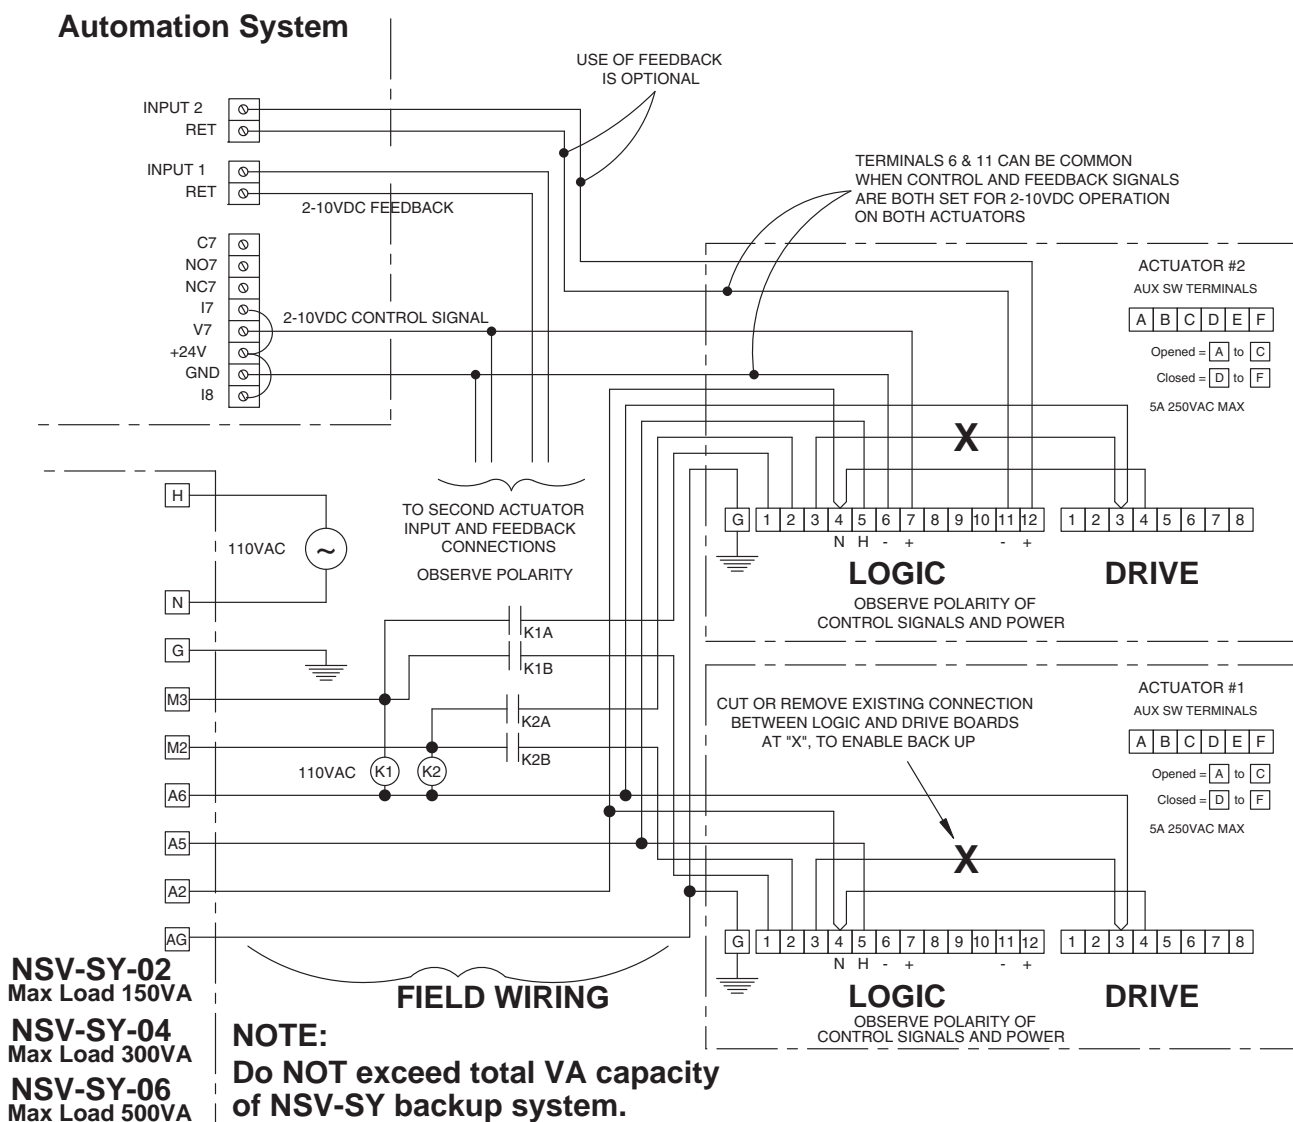 Automation System
USE OF FEEDBACK
IS OPTIONAL
INPUT 2
RET
INPUT 1
RET
2-10VDC FEEDBACK
TERMINALS 6 & 11 CAN BE COMMON
WHEN CONTROL AND FEEDBACK SIGNALS
ARE BOTH SET FOR 2-10VDC OPERATION
ON BOTH ACTUATORS
C7
NO7
NC7
I7
V7
+24V
GND
I8
2-10VDC CONTROL SIGNAL
ACTUATOR #2
AUX SW TERMINALS
A B C D E F
Opened = A to C
Closed = D to F
5A 250VAC MAX
X
TO SECOND ACTUATOR
INPUT AND FEEDBACK
CONNECTIONS
OBSERVE POLARITY
G 1 2 3 4 5 6 7 8 9 10 11 12
N H - + - +
1 2 3 4 5 6 7 8
LOGIC
DRIVE
OBSERVE POLARITY OF
CONTROL SIGNALS AND POWER
H
110VAC
~
N
G
M3
M2
A6
A5
A2
AG
K1A
K1B
K2A
K2B
110VAC
K1
K2
CUT OR REMOVE EXISTING CONNECTION
BETWEEN LOGIC AND DRIVE BOARDS
AT "X", TO ENABLE BACK UP
ACTUATOR #1
AUX SW TERMINALS
A B C D E F
Opened = A to C
Closed = D to F
5A 250VAC MAX
X
G 1 2 3 4 5 6 7 8 9 10 11 12
N H - + - +
1 2 3 4 5 6 7 8
LOGIC
DRIVE
OBSERVE POLARITY OF
CONTROL SIGNALS AND POWER
FIELD WIRING
NSV-SY-02
Max Load 150VA
NSV-SY-04
Max Load 300VA
NSV-SY-06
Max Load 500VA
NOTE:
Do NOT exceed total VA capacity
of NSV-SY backup system.